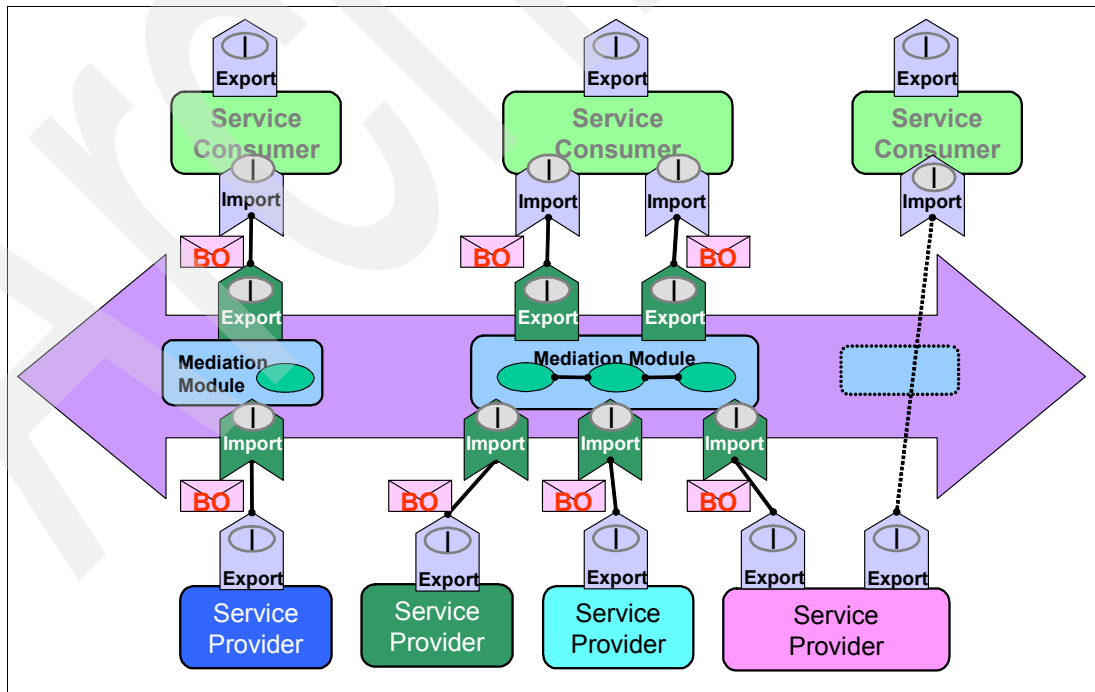 I
I
I
Export
Export
Export
Service
Consumer
Service
Consumer
Service
Consumer
I
I
I
I
Import
Import
Import
Import
BO
BO
BO
I
I
I
Export
Export
Export
Mediation
Module
Mediation Module
I
I
I
I
Import
Import
Import
Import
BO
BO
BO
BO
I
I
I
I
I
Export
Export
Export
Export
Export
Service
Provider
Service
Provider
Service
Provider
Service
Provider